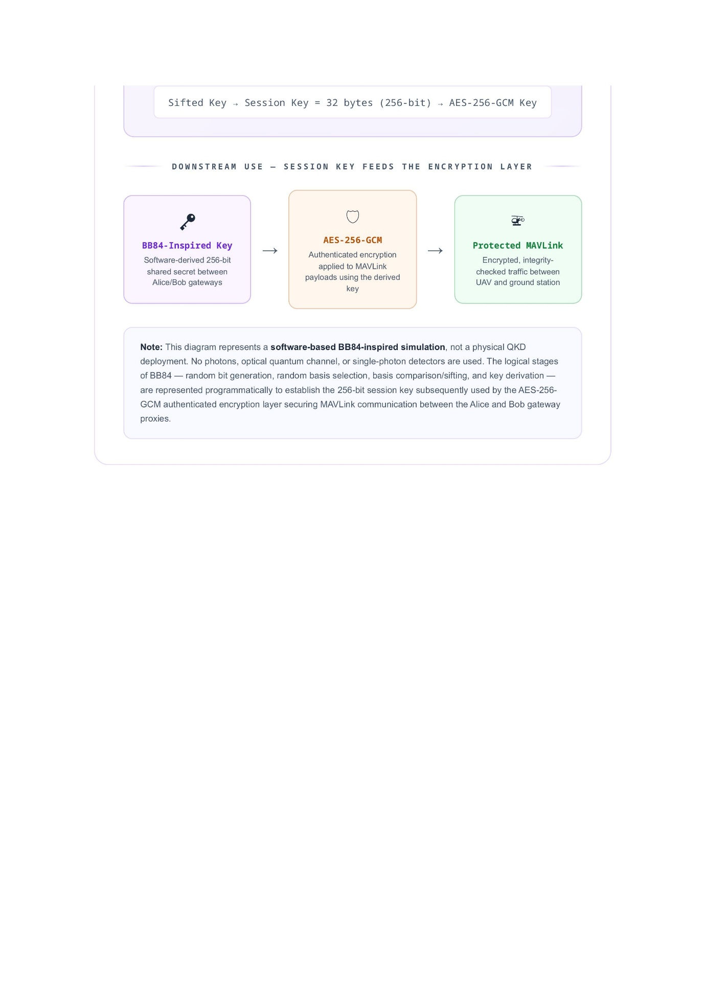 Sifted Key → Session Key = 32 bytes (256-bit) → AES-256-GCM Key
DOWNSTREAM USE — SESSION KEY FEEDS THE ENCRYPTION LAYER
BB84-Inspired Key
Software-derived 256-bit
shared secret between
Alice/Bob gateways
→
AES-256-GCM
Authenticated encryption
applied to MAVLink
payloads using the derived
key
→
Protected MAVLink
Encrypted, integrity-
checked traffic between
UAV and ground station
Note: This diagram represents a software-based BB84-inspired simulation, not a physical QKD
deployment. No photons, optical quantum channel, or single-photon detectors are used. The logical stages
of BB84 — random bit generation, random basis selection, basis comparison/sifting, and key derivation —
are represented programmatically to establish the 256-bit session key subsequently used by the AES-256-
GCM authenticated encryption layer securing MAVLink communication between the Alice and Bob gateway
proxies.